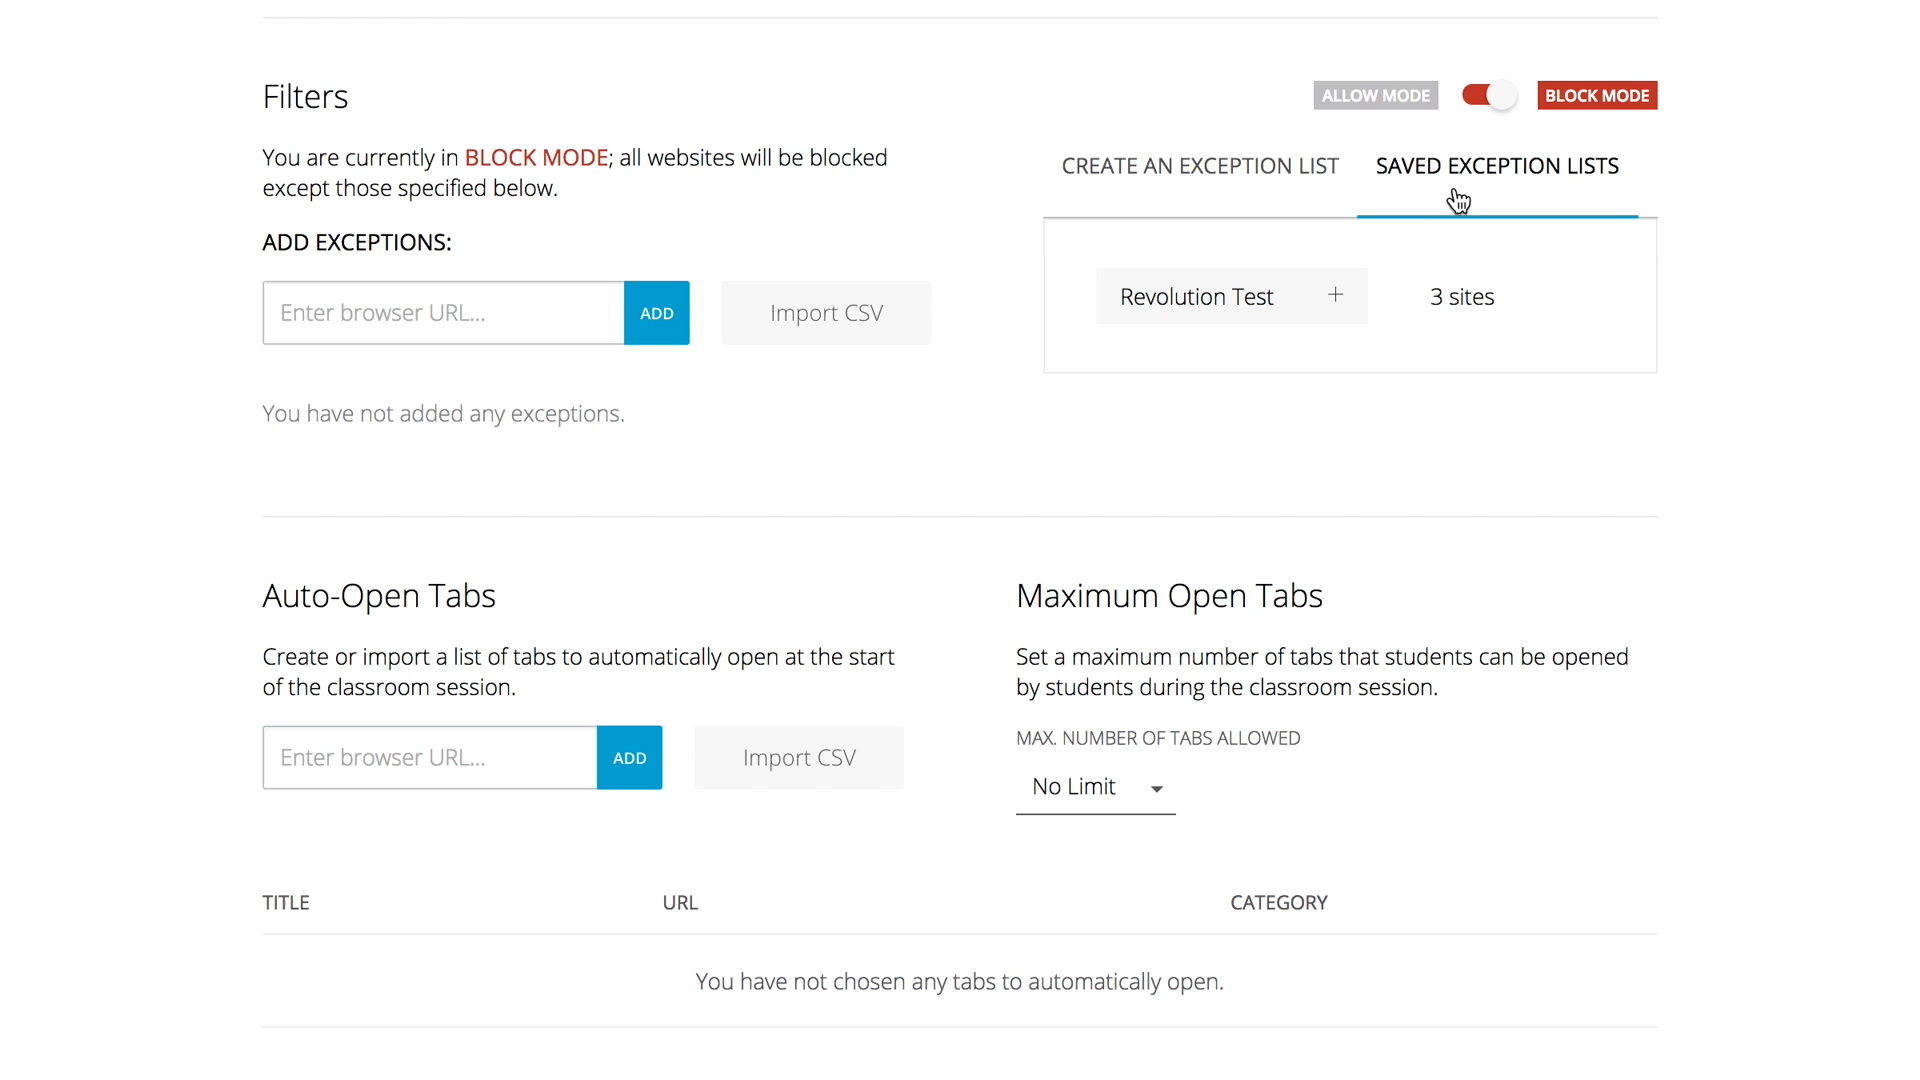 Filters
ALLOW MODE
BLOCK MODE
You are currently in BLOCK MODE; all websites will be blocked
except those specified below.
CREATE AN EXCEPTION LIST
SAVED EXCEPTION LISTS
ADD EXCEPTIONS:
Enter browser URL...
ADD
Import CSV
Revolution Test
+
3 sites
You have not added any exceptions.
Auto-Open Tabs
Create or import a list of tabs to automatically open at the start
of the classroom session.
Enter browser URL...
ADD
Import CSV
Maximum Open Tabs
Set a maximum number of tabs that students can be opened
by students during the classroom session.
MAX. NUMBER OF TABS ALLOWED
No Limit
TITLE
URL
CATEGORY
You have not chosen any tabs to automatically open.